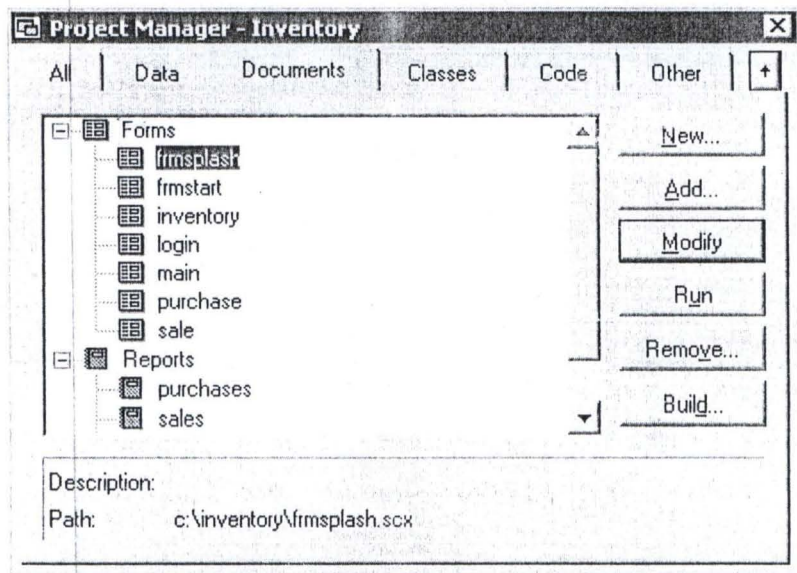 Project Manager - Inventory
All Data Documents Classes Code Other
Forms
frmsplash
frmstart
inventory
login
main
purchase
sale
Reports
purchases
sales
New...
Add...
Modify
Run
Remove...
Build...
Description:
Path: c:\inventory\frmsplash.scx